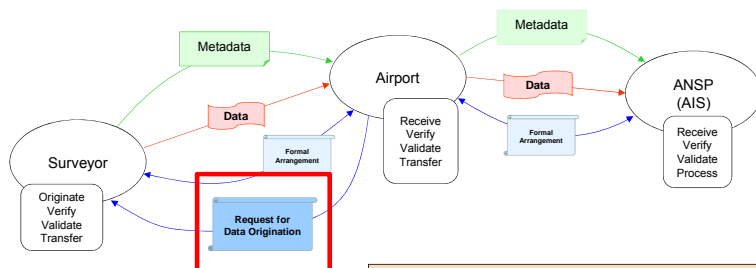 Metadata
Metadata
Airport
ANSP
(AIS)
Data
Data
Receive
Verify
Validate
Transfer
Formal
Arrangement
Receive
Verify
Validate
Process
Formal
Arrangement
Surveyor
Originate
Verify
Validate
Transfer
Request for
Data Origination